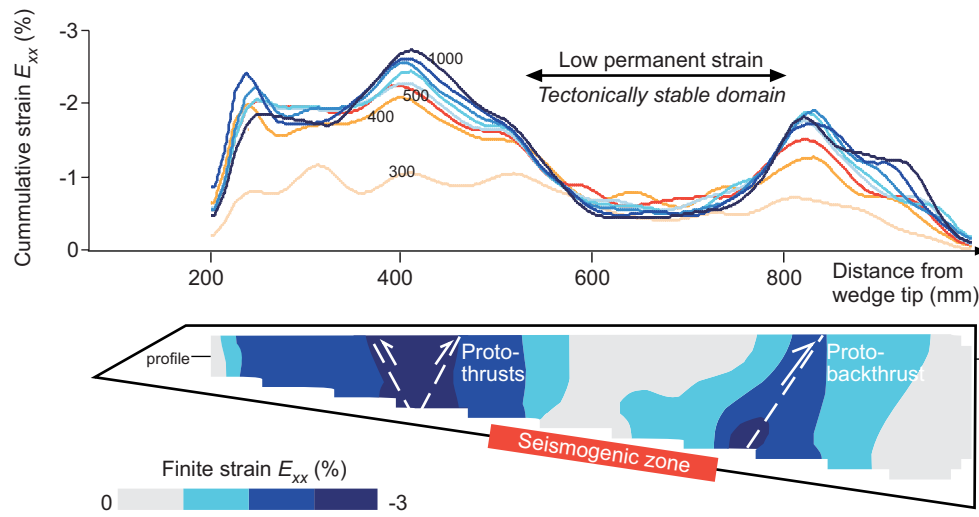 Cummulative strain Exx (%)
-3
-2
-1
0
1000
500
400
300
Low permanent strain
Tectonically stable domain
200
400
600
800
Distance from
wedge tip (mm)
profile
Proto-
thrusts
Proto-
backthrust
Seismogenic zone
Finite strain Exx (%)
0
-3